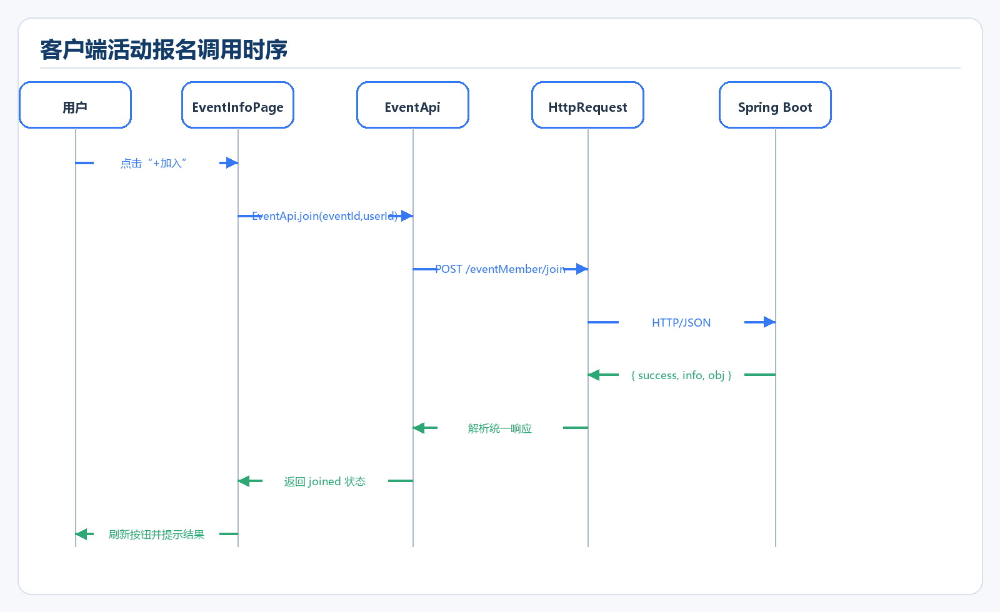 客户端活动报名调用时序
用户
EventInfoPage
EventApi
HttpRequest
Spring Boot
点击“+加入”
EventApi.join(eventId,userId)
POST /eventMember/join
HTTP/JSON
{ success, info, obj }
解析统一响应
返回 joined 状态
刷新按钮并提示结果